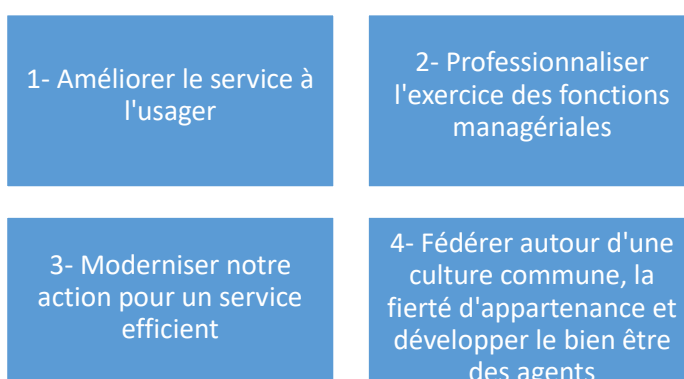 1- Améliorer le service à
l'usager
2- Professionnaliser
l'exercice des fonctions
managériales
3- Moderniser notre
action pour un service
efficient
4- Fédérer autour d'une
culture commune, la
fierté d'appartenance et
développer le bien être
des agents